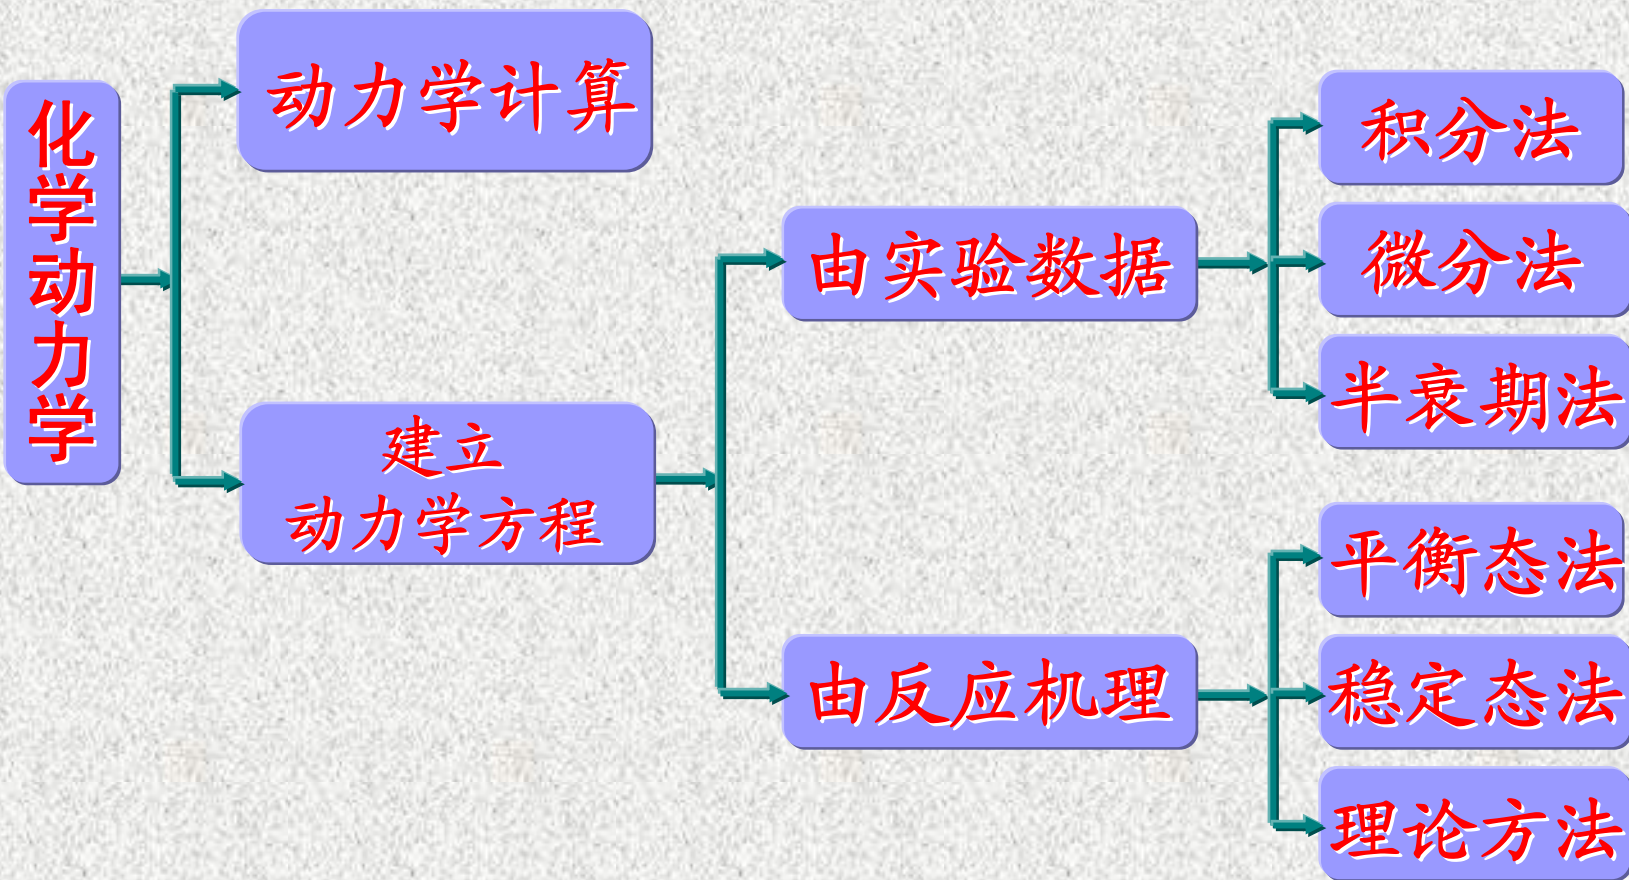 化学动力学
动力学计算
建立
动力学方程
由实验数据
积分法
微分法
半衰期法
由反应机理
平衡态法
稳定态法
理论方法